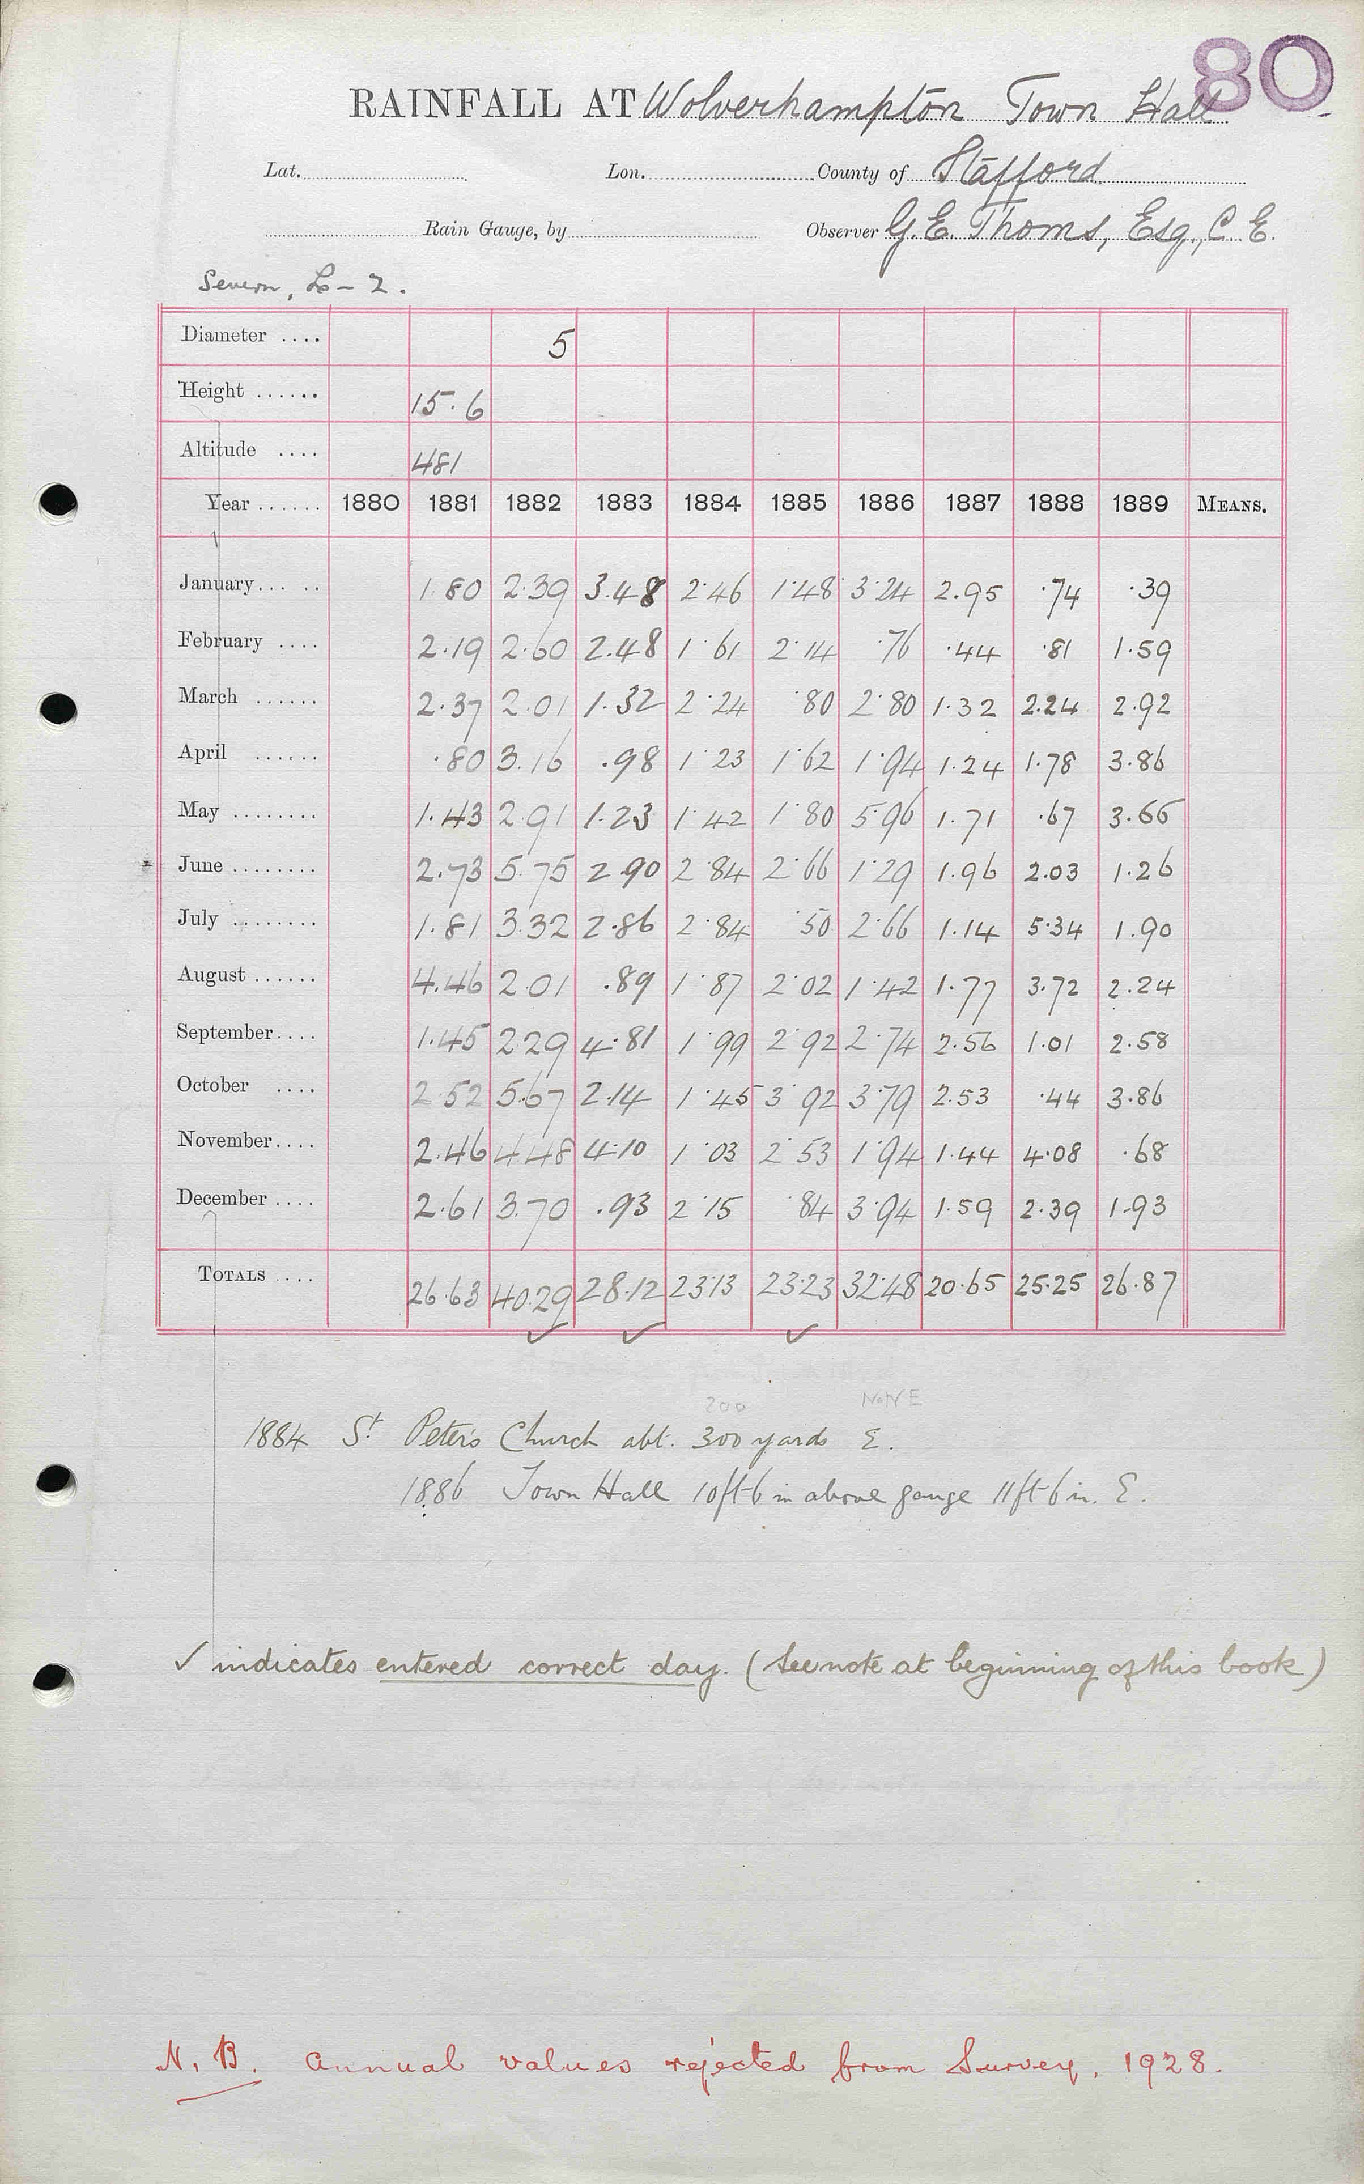 80
RAINFALL AT Wolverhampton Town Hall
Lat. Lon. County of Stafford
Rain Gauge, by Observer G. E. Thoms, Esq., C. E.
Severn, L - 2.
Diameter .... 5
Height ...... 15.6
Altitude .... 481
Year ...... 1880 1881 1882 1883 1884 1885 1886 1887 1888 1889 MEANS.
January... .. 1.80 2.39 3.48 2.46 1.48 3.24 2.95 .74 .39
February .... 2.19 2.60 2.48 1.61 2.14 .76 .44 .81 1.59
March ...... 2.37 2.01 1.32 2.24 .80 2.80 1.32 2.24 2.92
April ...... .80 3.16 .98 1.23 1.62 1.94 1.24 1.78 3.86
May ........ 1.43 2.91 1.23 1.42 1.80 5.96 1.71 .67 3.66
June ........ 2.73 5.75 2.90 2.84 2.66 1.29 1.96 2.03 1.26
July ........ 1.81 3.32 2.86 2.84 .50 2.66 1.14 5.34 1.90
August ...... 4.46 2.01 .89 1.87 2.02 1.42 1.77 3.72 2.24
September.... 1.45 2.29 4.81 1.99 2.92 2.74 2.56 1.01 2.58
October .... 2.52 5.67 2.14 1.45 3.92 3.79 2.53 .44 3.86
November.... 2.46 4.48 4.10 1.03 2.53 1.94 1.44 4.08 .68
December .... 2.61 3.70 .93 2.15 .84 3.94 1.59 2.39 1.93
TOTALS .... 26.63 40.29 28.12 23.13 23.23 32.48 20.65 25.25 26.87
✓ ✓ ✓
200 NNE
1884 St Peter's Church abt. 300 yards E.
1886 Town Hall 10ft 6 in above gauge 11ft 6 in. E.
✓ indicates entered correct day. (See note at beginning of this book)
N. B. Annual values rejected from Survey, 1928.